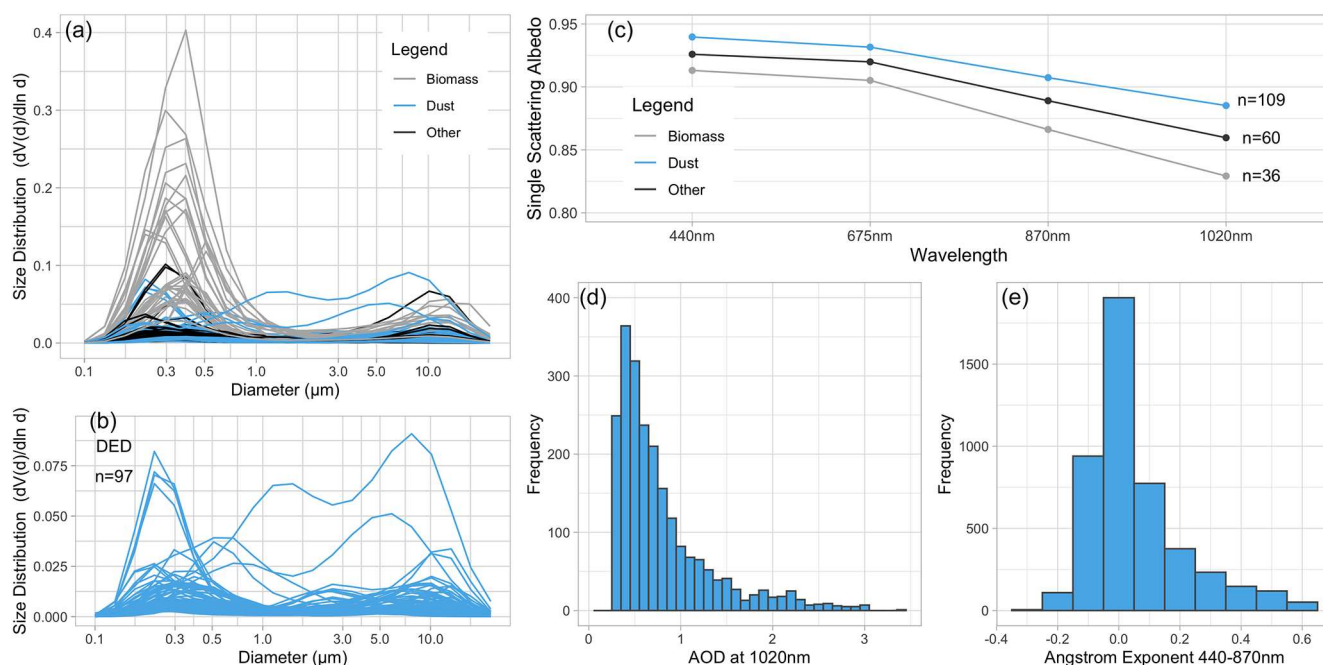 (a)
Legend
Biomass
Dust
Other
Size Distribution (dV(d)/dln d)
0.4
0.3
0.2
0.1
0.0
0.1
0.3
0.5
1.0
3.0
5.0
10.0
Diameter (µm)
(b)
DED
n=97
Size Distribution (dV(d)/dln d)
0.075
0.050
0.025
0.000
0.1
0.3
0.5
1.0
3.0
5.0
10.0
Diameter (µm)
(c)
Single Scattering Albedo
0.95
0.90
0.85
0.80
Legend
Biomass
Dust
Other
n=109
n=60
n=36
440nm
675nm
870nm
1020nm
Wavelength
(d)
Frequency
400
300
200
100
0
0
1
2
3
AOD at 1020nm
(e)
Frequency
1500
1000
500
0
-0.4
-0.2
0.0
0.2
0.4
0.6
Angstrom Exponent 440-870nm